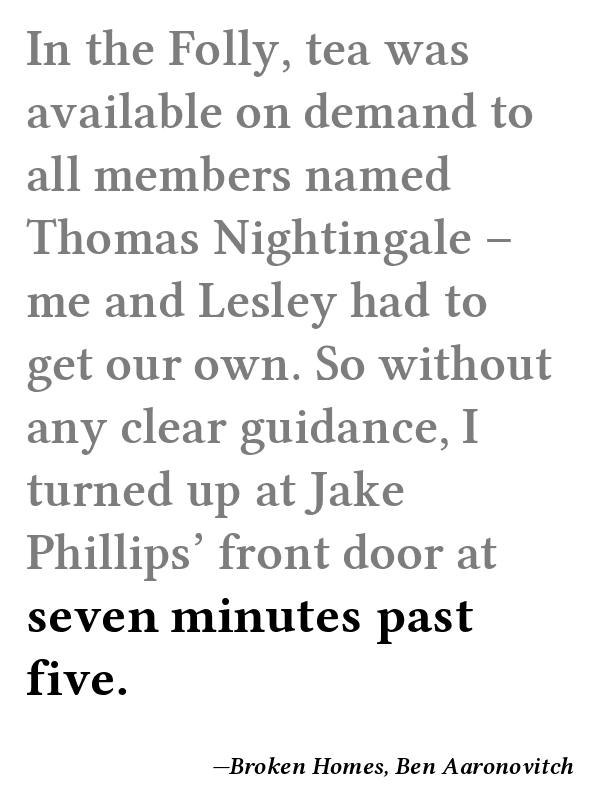 In the Folly, tea was
available on demand to
all members named
Thomas Nightingale –
me and Lesley had to
get our own. So without
any clear guidance, I
turned up at Jake
Phillips’ front door at
seven minutes past
five.
—Broken Homes, Ben Aaronovitch